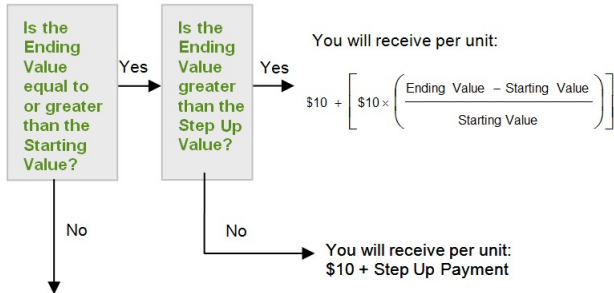 Is the
Ending
Value
equal to
or greater
than the
Starting
Value?
Yes
Is the
Ending
Value
greater
than the
Step Up
Value?
Yes
You will receive per unit:
$10 + [ $10 × ( Ending Value – Starting Value
Starting Value ) ]
No
No
You will receive per unit:
$10 + Step Up Payment